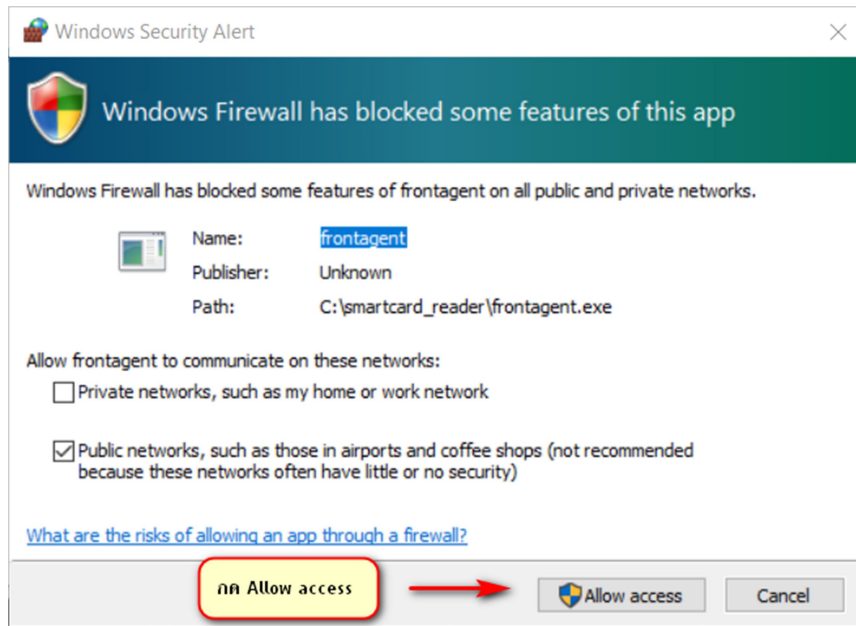 Windows Security Alert
Windows Firewall has blocked some features of this app
Windows Firewall has blocked some features of frontagent on all public and private networks.
Name: frontagent
Publisher: Unknown
Path: C:\smartcard_reader\frontagent.exe
Allow frontagent to communicate on these networks:
Private networks, such as my home or work network
Public networks, such as those in airports and coffee shops (not recommended
because these networks often have little or no security)
What are the risks of allowing an app through a firewall?
กด Allow access
Allow access
Cancel